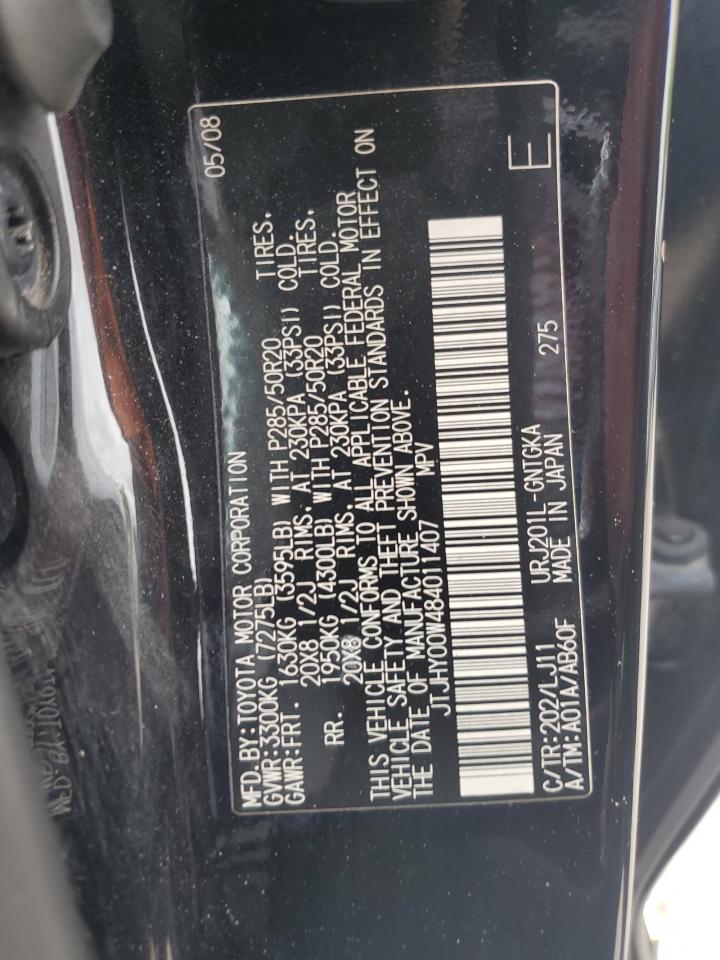 MFD.BY:TOYOTA MOTOR CORPORATION 05/08
GVWR:3300KG (7275LB)
GAWR:FRT. 1630KG (3595LB) WITH P285/50R20 TIRES.
20X8 1/2J RIMS. AT 230KPA (33PSI) COLD.
RR. 1950KG (4300LB) WITH P285/50R20 TIRES.
20X8 1/2J RIMS. AT 230KPA (33PSI) COLD.
THIS VEHICLE CONFORMS TO ALL APPLICABLE FEDERAL MOTOR
VEHICLE SAFETY AND THEFT PREVENTION STANDARDS IN EFFECT ON
THE DATE OF MANUFACTURE SHOWN ABOVE.
JTJHY00W484011407 MPV
C/TR:202/LJ11 URJ201L-GNTGKA 275
A/TM:A01A/AB60F MADE IN JAPAN E